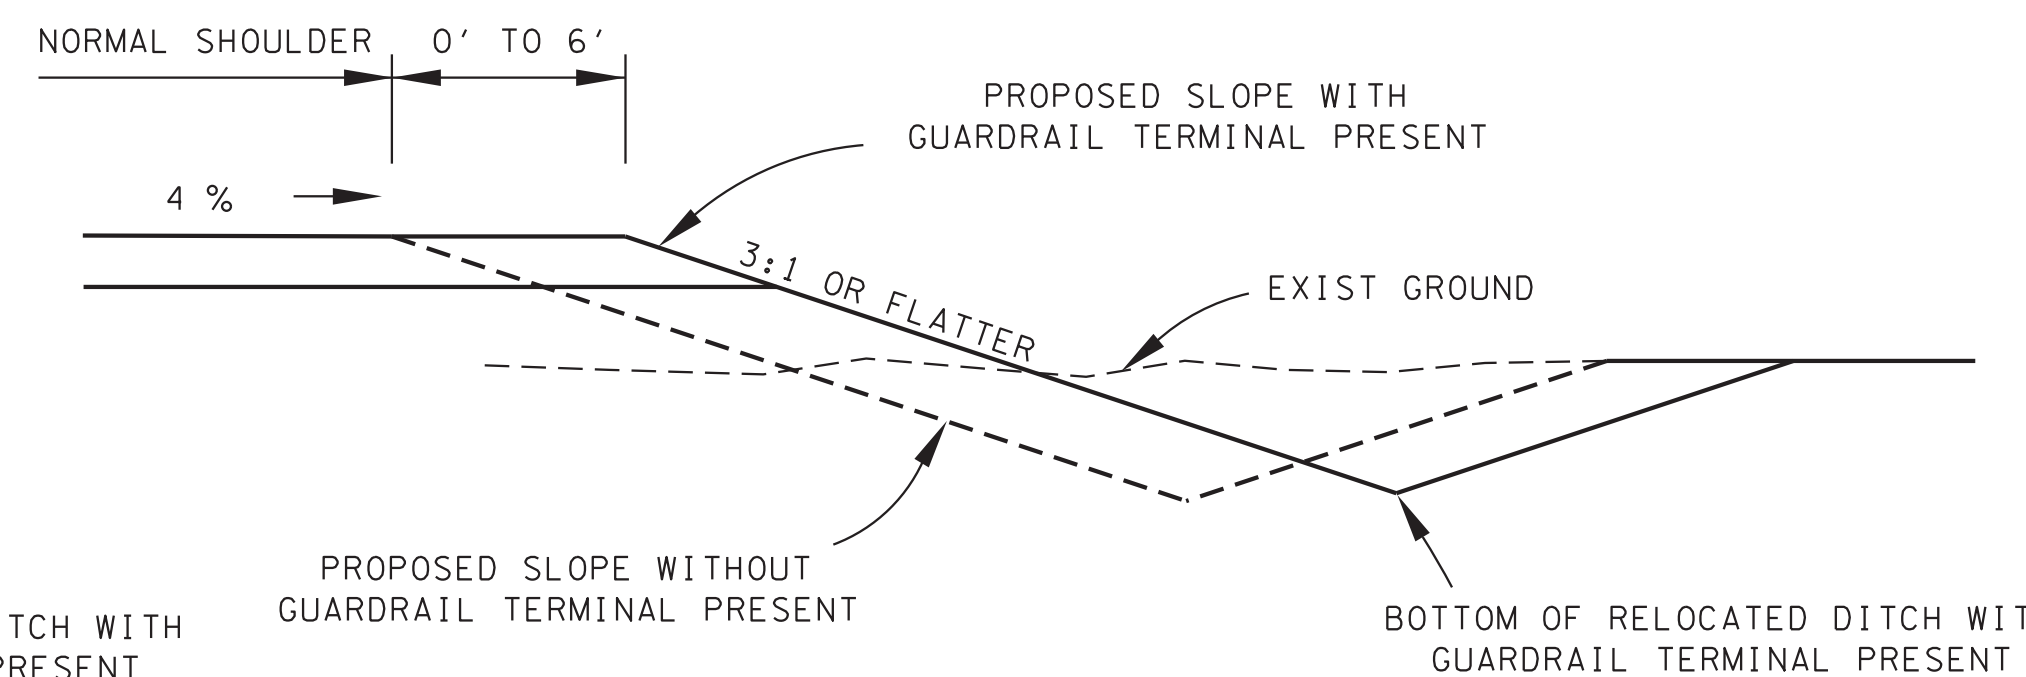 NORMAL SHOULDER 0' TO 6'
PROPOSED SLOPE WITH
GUARDRAIL TERMINAL PRESENT
4 %
3:1 OR FLATTER
EXIST GROUND
PROPOSED SLOPE WITHOUT
GUARDRAIL TERMINAL PRESENT
TCH WITH
PRESENT
BOTTOM OF RELOCATED DITCH WIT
GUARDRAIL TERMINAL PRESENT